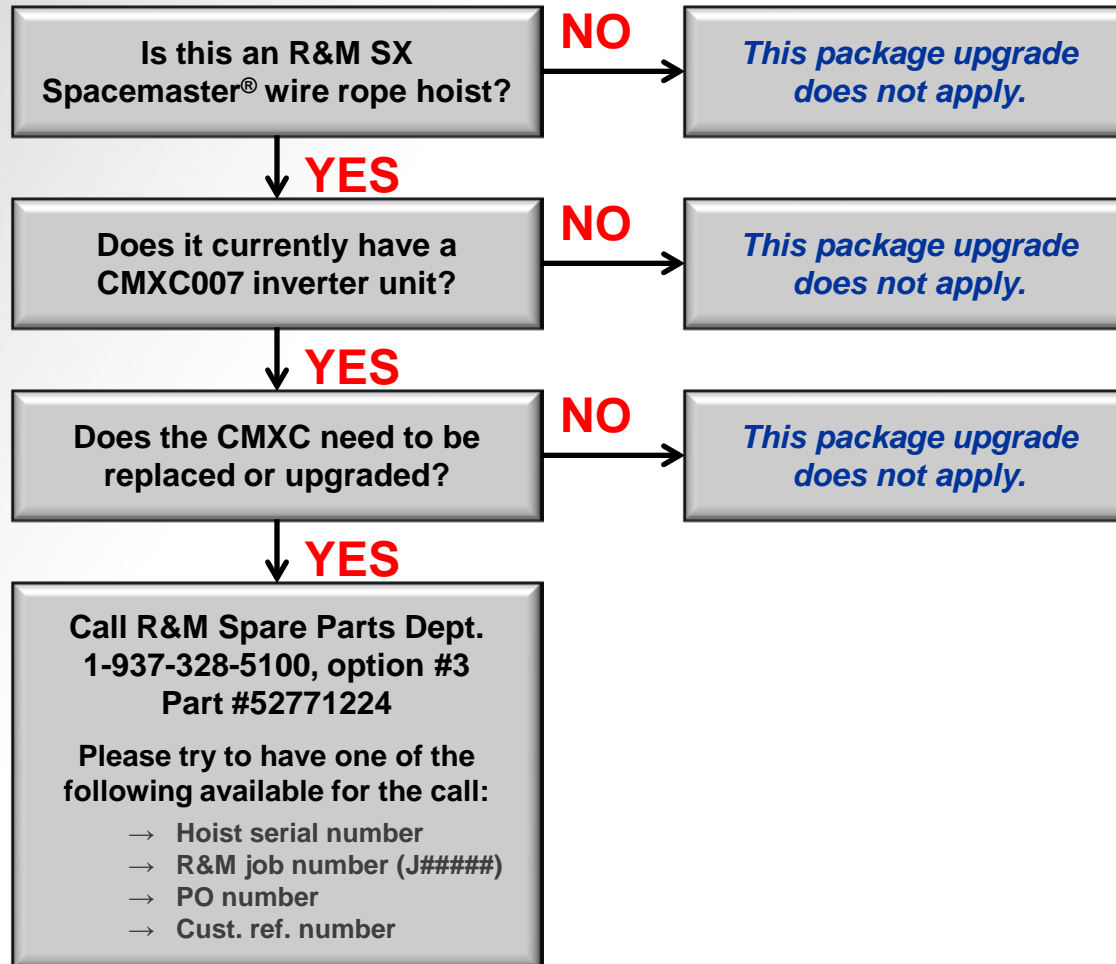 Is this an R&M SX
Spacemaster® wire rope hoist?
NO
This package upgrade
does not apply.
YES
Does it currently have a
CMXC007 inverter unit?
NO
This package upgrade
does not apply.
YES
Does the CMXC need to be
replaced or upgraded?
NO
This package upgrade
does not apply.
YES
Call R&M Spare Parts Dept.
1-937-328-5100, option #3
Part #52771224
Please try to have one of the
following available for the call:
→ Hoist serial number
→ R&M job number (J#####)
→ PO number
→ Cust. ref. number